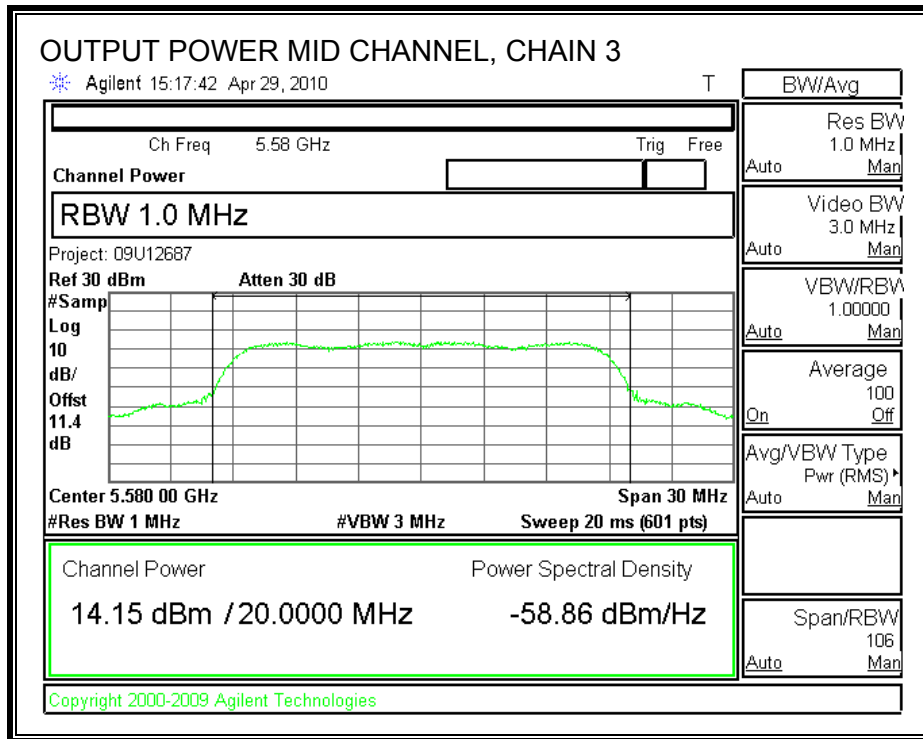 OUTPUT POWER MID CHANNEL, CHAIN 3
Agilent 15:17:42 Apr 29, 2010 T
Ch Freq 5.58 GHz Trig Free
Channel Power
RBW 1.0 MHz
Project: 09U12687
Ref 30 dBm Atten 30 dB
#Samp
Log
10
dB/
Offst
11.4
dB
Center 5.580 00 GHz Span 30 MHz
#Res BW 1 MHz #VBW 3 MHz Sweep 20 ms (601 pts)
Channel Power Power Spectral Density
14.15 dBm / 20.0000 MHz -58.86 dBm/Hz
Copyright 2000-2009 Agilent Technologies
BW/Avg
Res BW
1.0 MHz
Auto Man
Video BW
3.0 MHz
Auto Man
VBW/RBW
1.00000
Auto Man
Average
100
On Off
Avg/VBW Type
Pwr (RMS)
Auto Man
Span/RBW
106
Auto Man